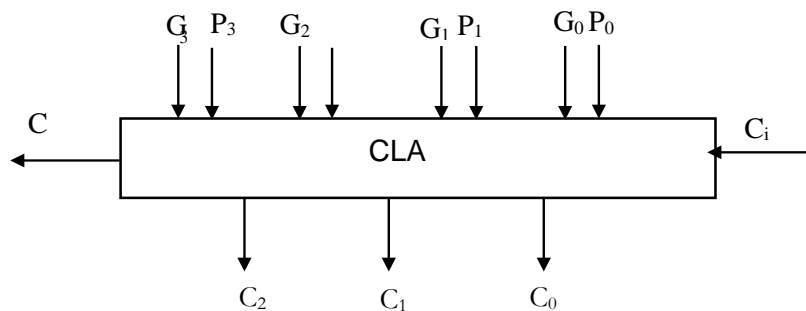 G₃ P₃ G₂ G₁ P₁ G₀ P₀
C CLA Cᵢ
C₂ C₁ C₀